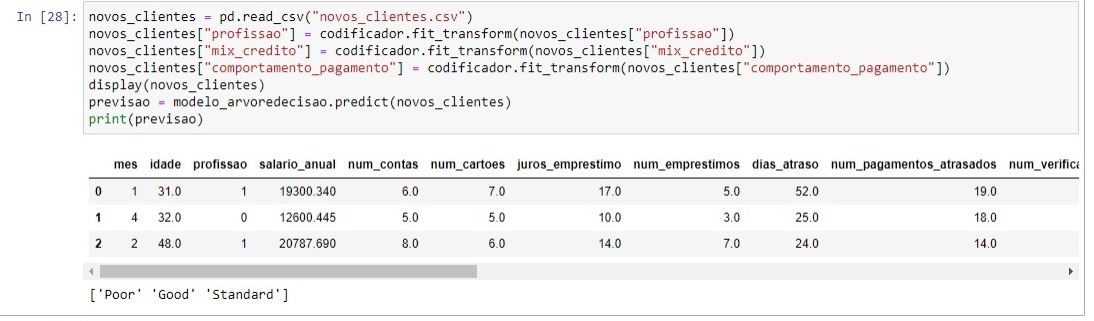 In [28]: novos_clientes = pd.read_csv("novos_clientes.csv")
novos_clientes["profissao"] = codificador.fit_transform(novos_clientes["profissao"])
novos_clientes["mix_credito"] = codificador.fit_transform(novos_clientes["mix_credito"])
novos_clientes["comportamento_pagamento"] = codificador.fit_transform(novos_clientes["comportamento_pagamento"])
display(novos_clientes)
previsao = modelo_arvoredecisao.predict(novos_clientes)
print(previsao)
mes idade profissao salario_anual num_contas num_cartoes juros_emprestimo num_emprestimos dias_atraso num_pagamentos_atrasados num_verifica
0 1 31.0 1 19300.340 6.0 7.0 17.0 5.0 52.0 19.0
1 4 32.0 0 12600.445 5.0 5.0 10.0 3.0 25.0 18.0
2 2 48.0 1 20787.690 8.0 6.0 14.0 7.0 24.0 14.0
['Poor' 'Good' 'Standard']